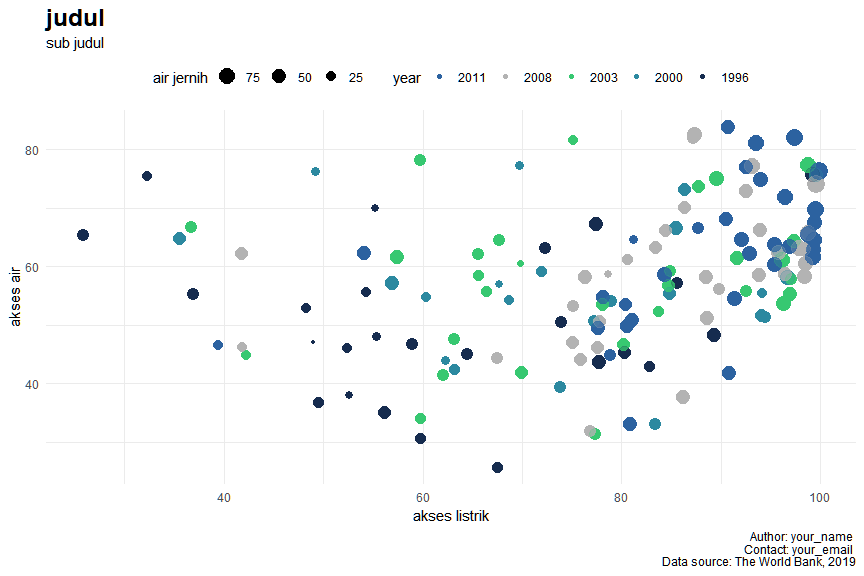 judul
sub judul
air jernih 75 50 25 year 2011 2008 2003 2000 1996
80
60
40
akses air
40 60 80 100
akses listrik
Author: your_name
Contact: your_email
Data source: The World Bank, 2019